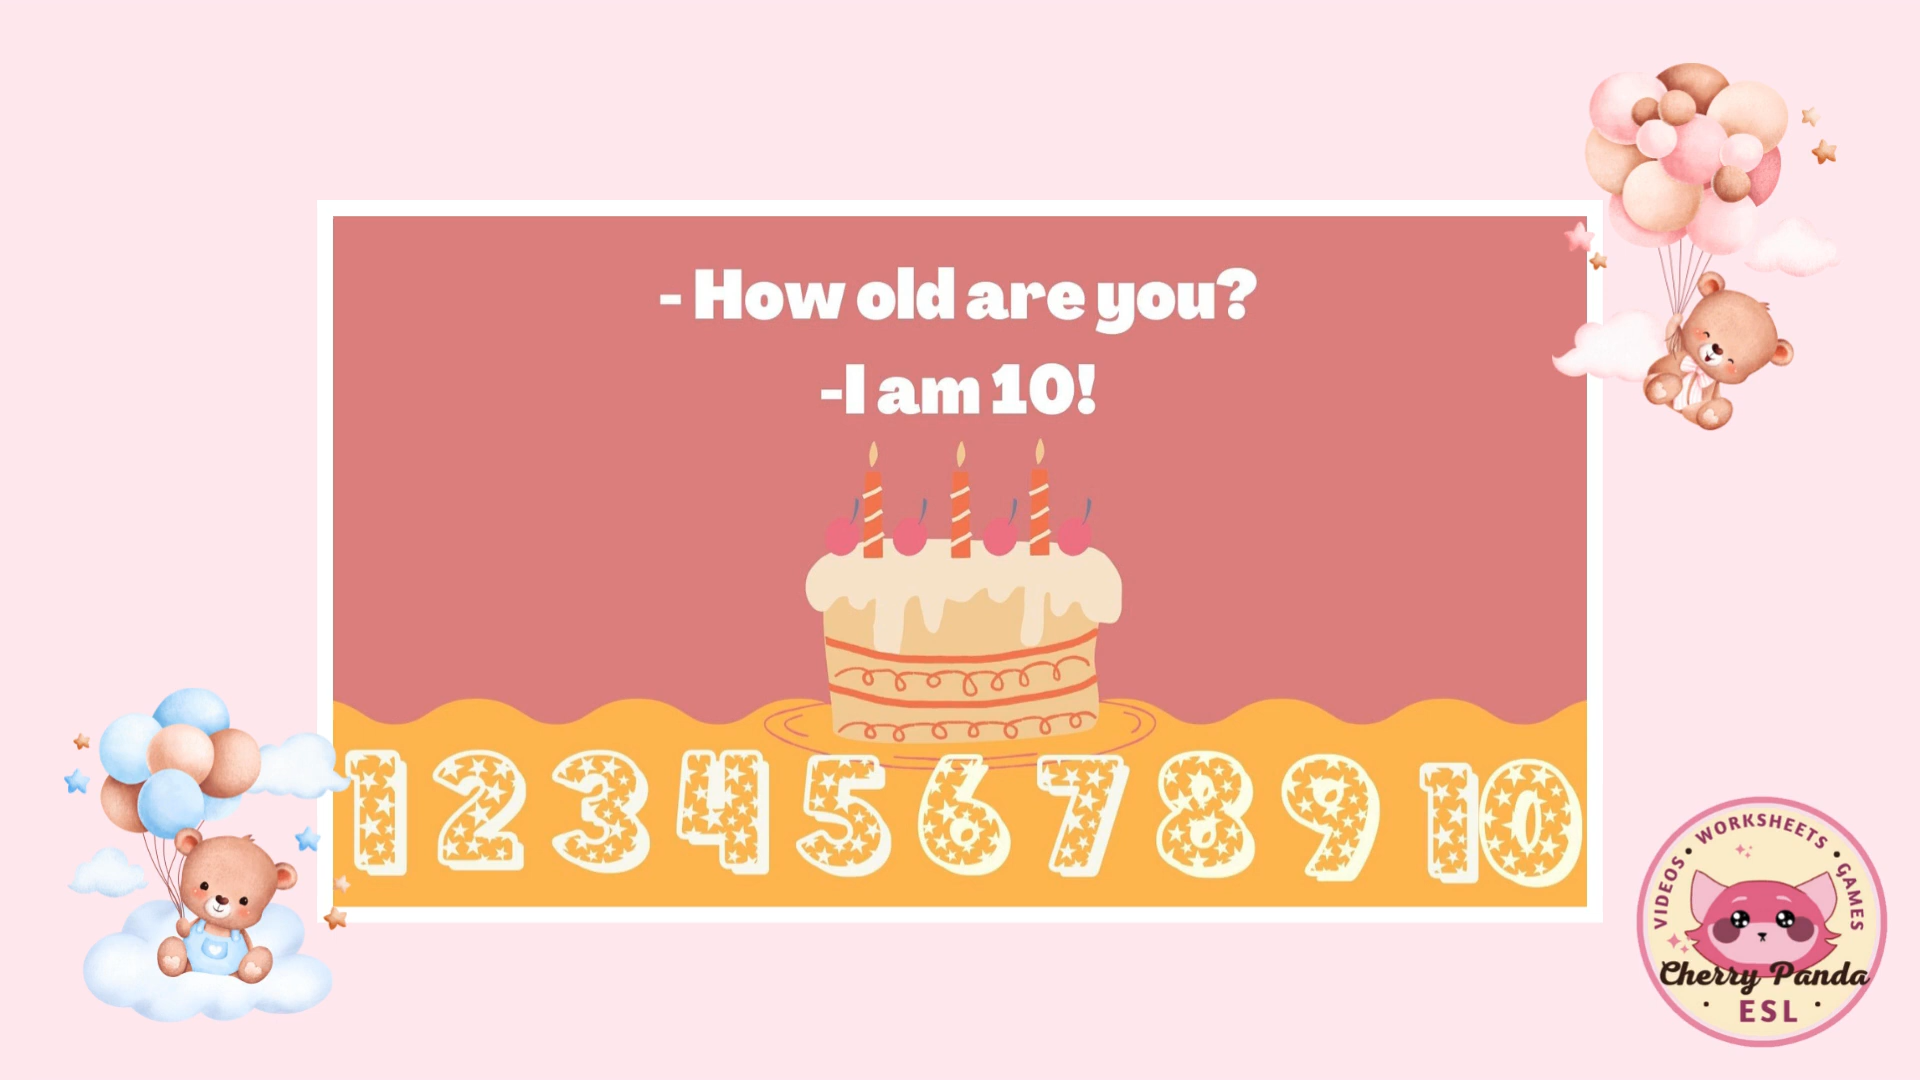 - How old are you?
-I am 10!
1 2 3 4 5 6 7 8 9 10
VIDEOS • WORKSHEETS • GAMES
Cherry Panda
• ESL •